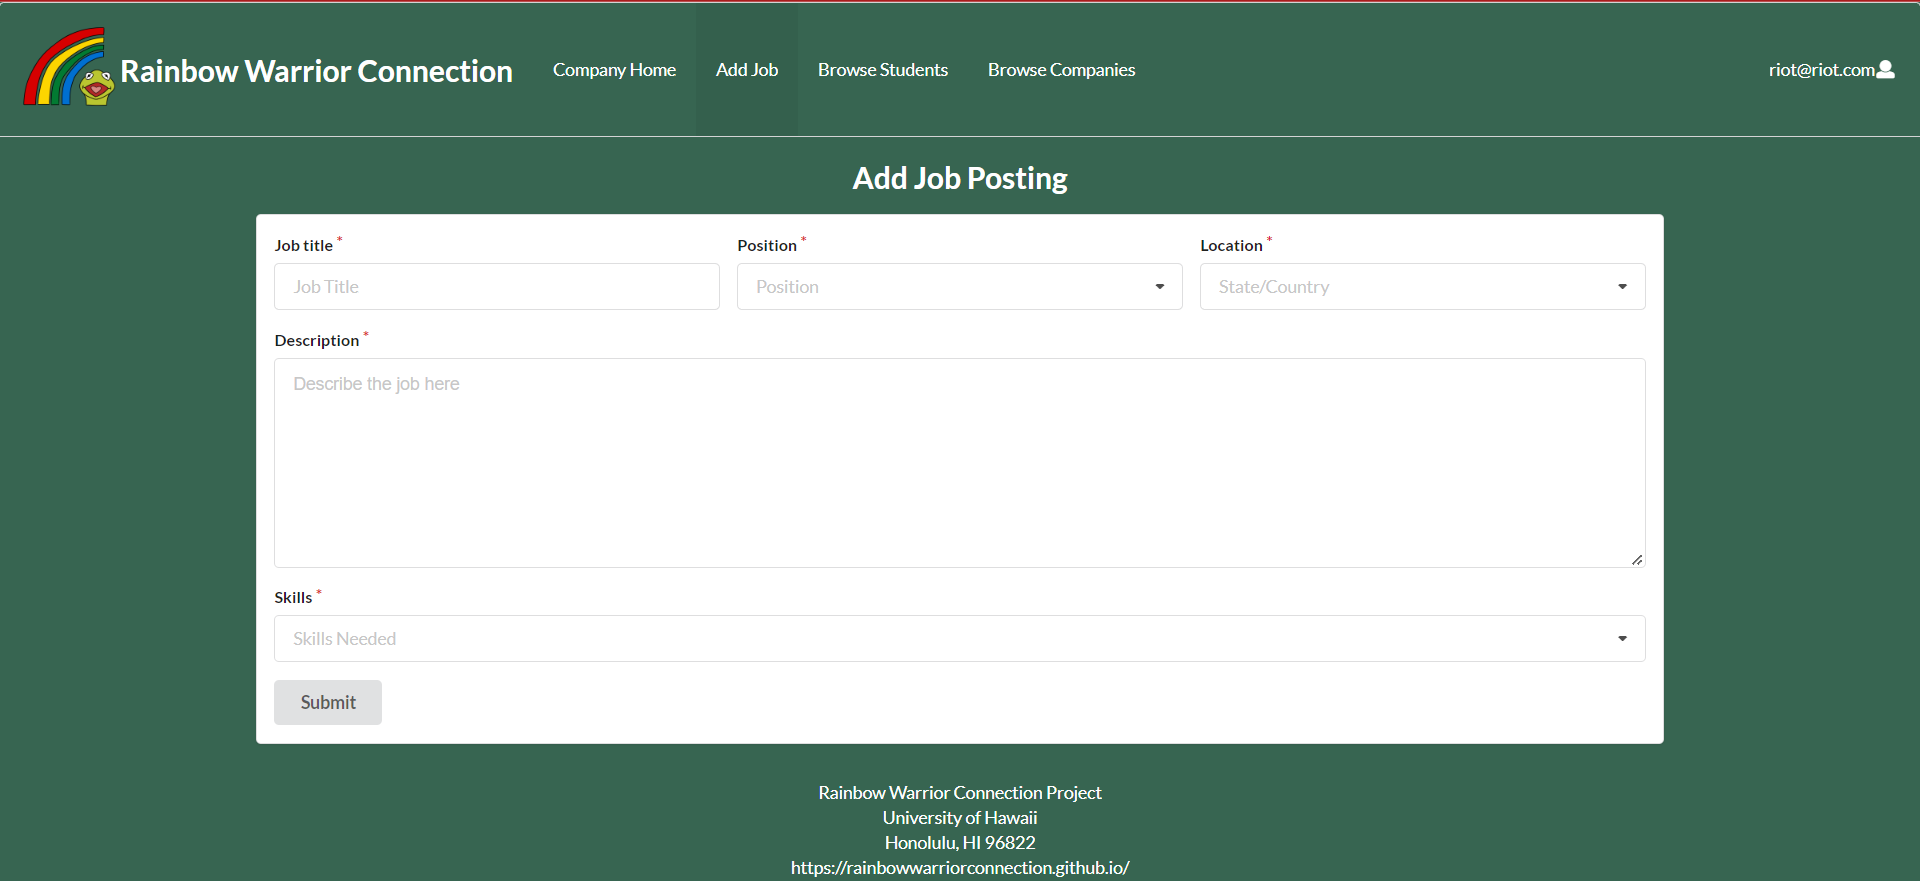 Rainbow Warrior Connection Company Home Add Job Browse Students Browse Companies riot@riot.com
Add Job Posting
Job title * Position * Location *
Job Title Position State/Country
Description *
Describe the job here
Skills *
Skills Needed
Submit
Rainbow Warrior Connection Project
University of Hawaii
Honolulu, HI 96822
https://rainbowwarriorconnection.github.io/